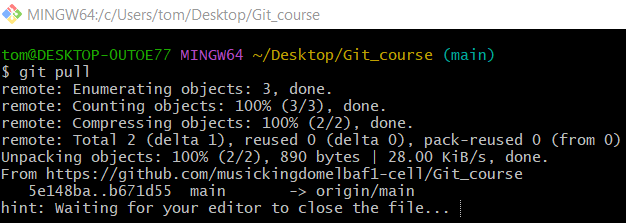 MINGW64:/c/Users/tom/Desktop/Git_course
tom@DESKTOP-OUTOE77 MINGW64 ~/Desktop/Git_course (main)
$ git pull
remote: Enumerating objects: 3, done.
remote: Counting objects: 100% (3/3), done.
remote: Compressing objects: 100% (2/2), done.
remote: Total 2 (delta 1), reused 0 (delta 0), pack-reused 0 (from 0)
Unpacking objects: 100% (2/2), 890 bytes | 28.00 KiB/s, done.
From https://github.com/musickingdomelbaf1-cell/Git_course
   5e148ba..b671d55  main       -> origin/main
hint: Waiting for your editor to close the file...